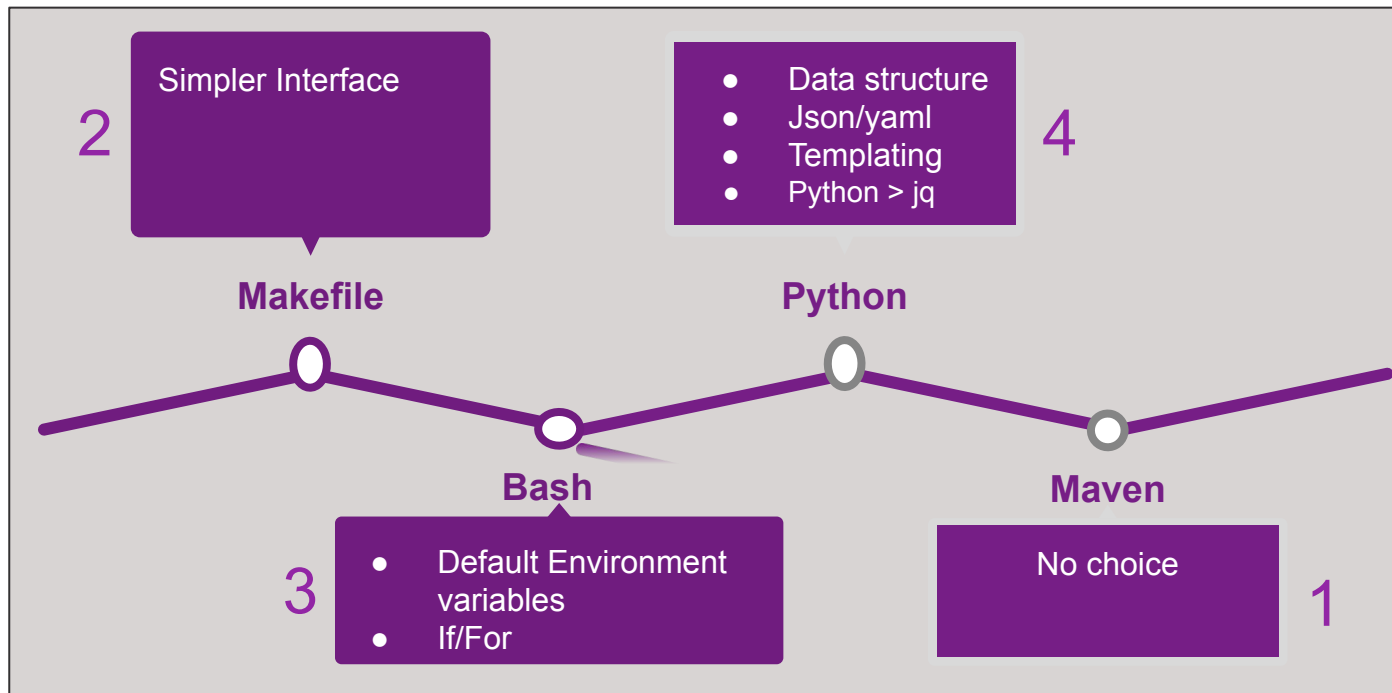 2
Simpler Interface
Makefile
● Data structure
● Json/yaml
● Templating
● Python > jq
4
Python
Bash
3
● Default Environment
variables
● If/For
Maven
No choice
1